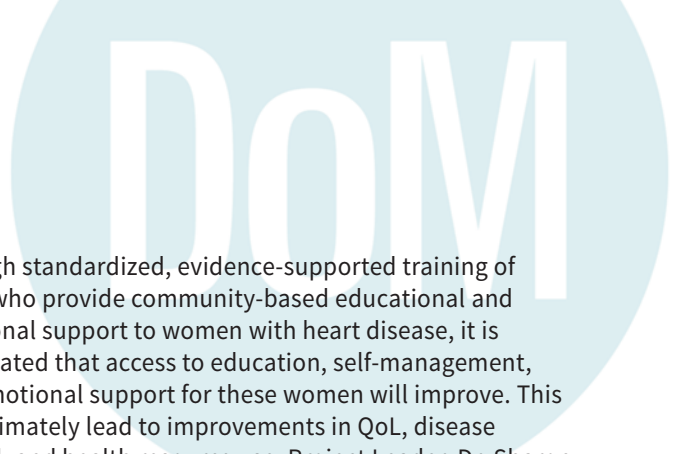 DoM
gh standardized, evidence-supported training of
who provide community-based educational and
onal support to women with heart disease, it is
ated that access to education, self-management,
motional support for these women will improve. This
timately lead to improvements in QoL, disease